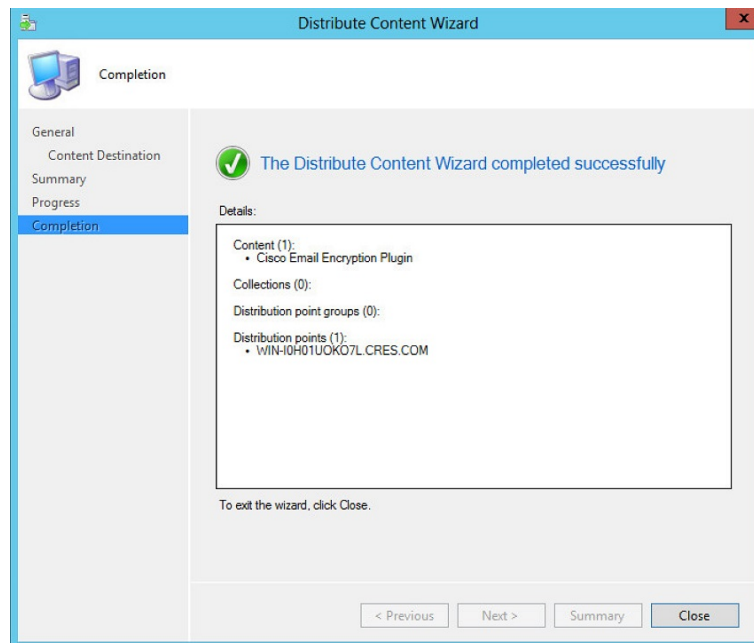 Distribute Content Wizard
x
Completion
General
Content Destination
Summary
Progress
Completion
The Distribute Content Wizard completed successfully
Details:
Content (1):
• Cisco Email Encryption Plugin
Collections (0):
Distribution point groups (0):
Distribution points (1):
• WIN-I0H01UOKO7L.CRES.COM
To exit the wizard, click Close.
< Previous
Next >
Summary
Close